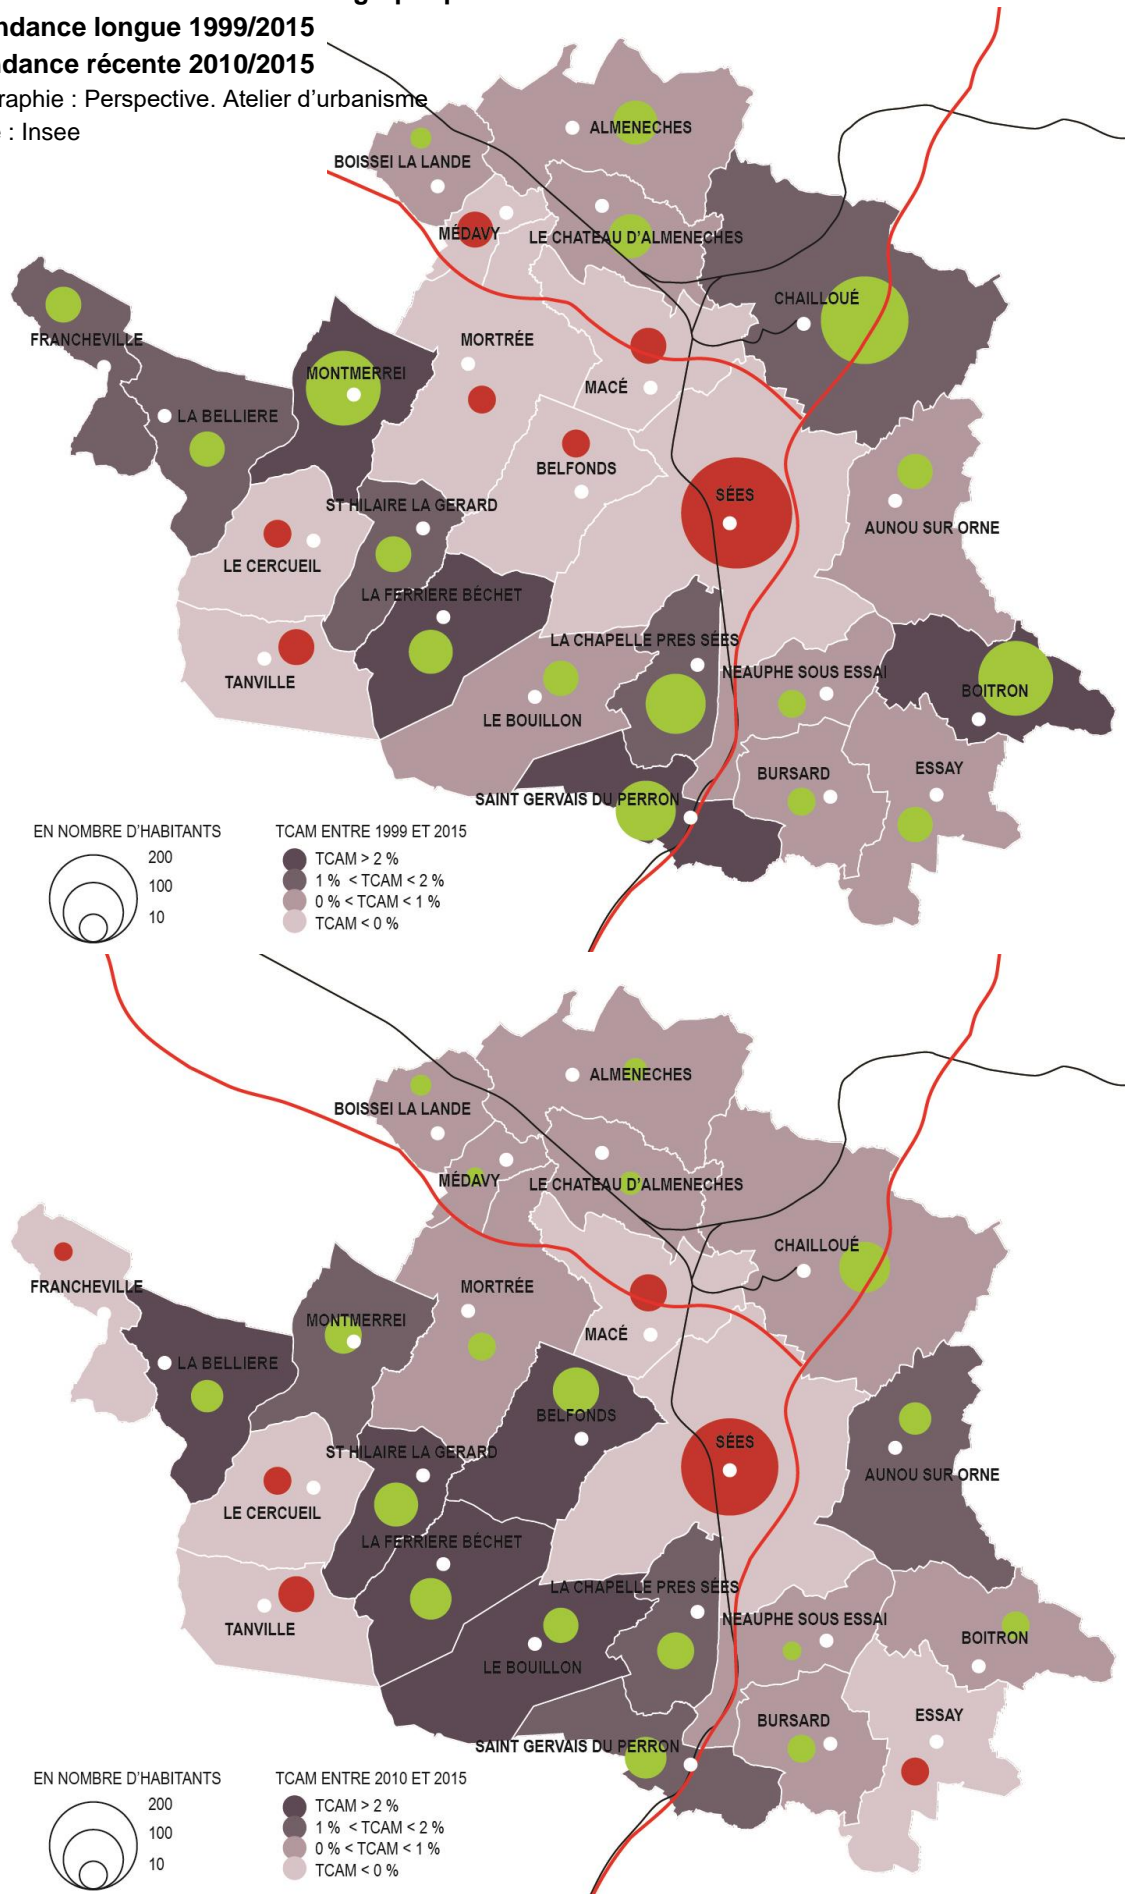 ndance longue 1999/2015
ndance récente 2010/2015
raphie : Perspective. Atelier d'urbanisme
: Insee
ALMENECHES
BOISSEI LA LANDE
MÉDAVY
LE CHATEAU D'ALMENECHES
CHAILLOUÉ
FRANCHEVILLE
MORTRÉE
MONTMERREI
MACÉ
LA BELLIERE
BELFONDS
SÉES
ST HILAIRE LA GERARD
AUNOU SUR ORNE
LE CERCUEIL
LA FERRIERE BÉCHET
LA CHAPELLE PRES SÉES
NEAUPHE SOUS ESSAI
TANVILLE
BOITRON
LE BOUILLON
ESSAY
BURSARD
SAINT GERVAIS DU PERRON
EN NOMBRE D'HABITANTS
200
100
10
TCAM ENTRE 1999 ET 2015
TCAM > 2 %
1 % < TCAM < 2 %
0 % < TCAM < 1 %
TCAM < 0 %
ALMENECHES
BOISSEI LA LANDE
MÉDAVY
LE CHATEAU D'ALMENECHES
CHAILLOUÉ
FRANCHEVILLE
MORTRÉE
MONTMERREI
MACÉ
LA BELLIERE
BELFONDS
SÉES
ST HILAIRE LA GERARD
AUNOU SUR ORNE
LE CERCUEIL
LA FERRIERE BÉCHET
LA CHAPELLE PRES SÉES
NEAUPHE SOUS ESSAI
TANVILLE
BOITRON
LE BOUILLON
ESSAY
BURSARD
SAINT GERVAIS DU PERRON
EN NOMBRE D'HABITANTS
200
100
10
TCAM ENTRE 2010 ET 2015
TCAM > 2 %
1 % < TCAM < 2 %
0 % < TCAM < 1 %
TCAM < 0 %